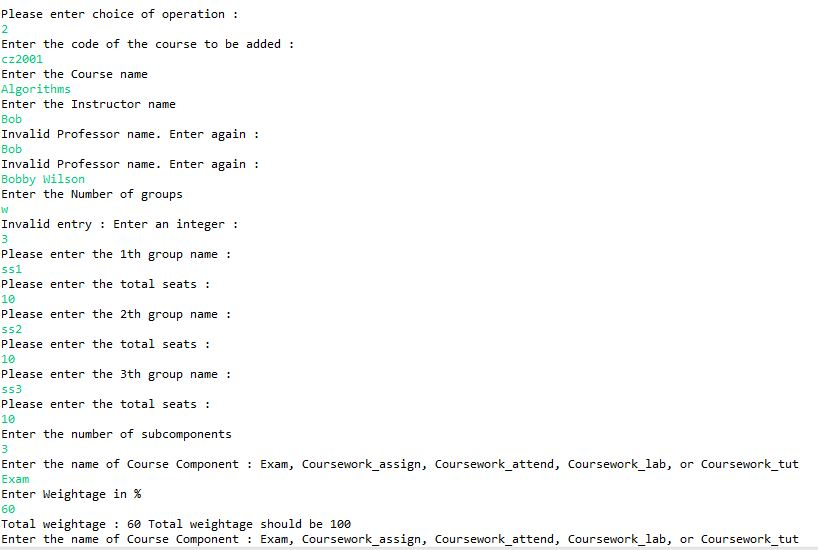 Please enter choice of operation :
2
Enter the code of the course to be added :
cz2001
Enter the Course name
Algorithms
Enter the Instructor name
Bob
Invalid Professor name. Enter again :
Bob
Invalid Professor name. Enter again :
Bobby Wilson
Enter the Number of groups
w
Invalid entry : Enter an integer :
3
Please enter the 1th group name :
ss1
Please enter the total seats :
10
Please enter the 2th group name :
ss2
Please enter the total seats :
10
Please enter the 3th group name :
ss3
Please enter the total seats :
10
Enter the number of subcomponents
3
Enter the name of Course Component : Exam, Coursework_assign, Coursework_attend, Coursework_lab, or Coursework_tut
Exam
Enter Weightage in %
60
Total weightage : 60 Total weightage should be 100
Enter the name of Course Component : Exam, Coursework_assign, Coursework_attend, Coursework_lab, or Coursework_tut